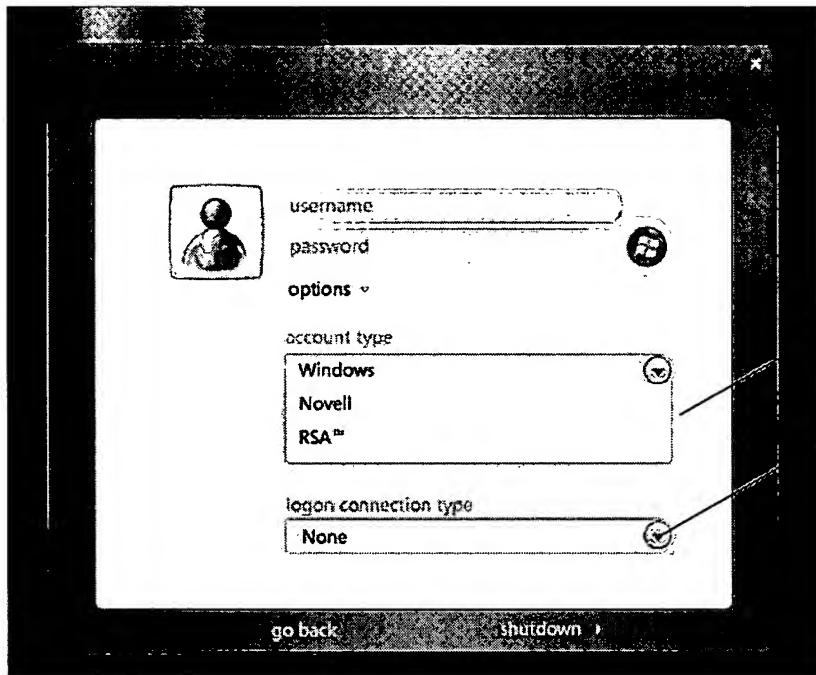 username
password
options
account type
Windows
Novell
RSA™
logon connection type
None
go back
shutdown